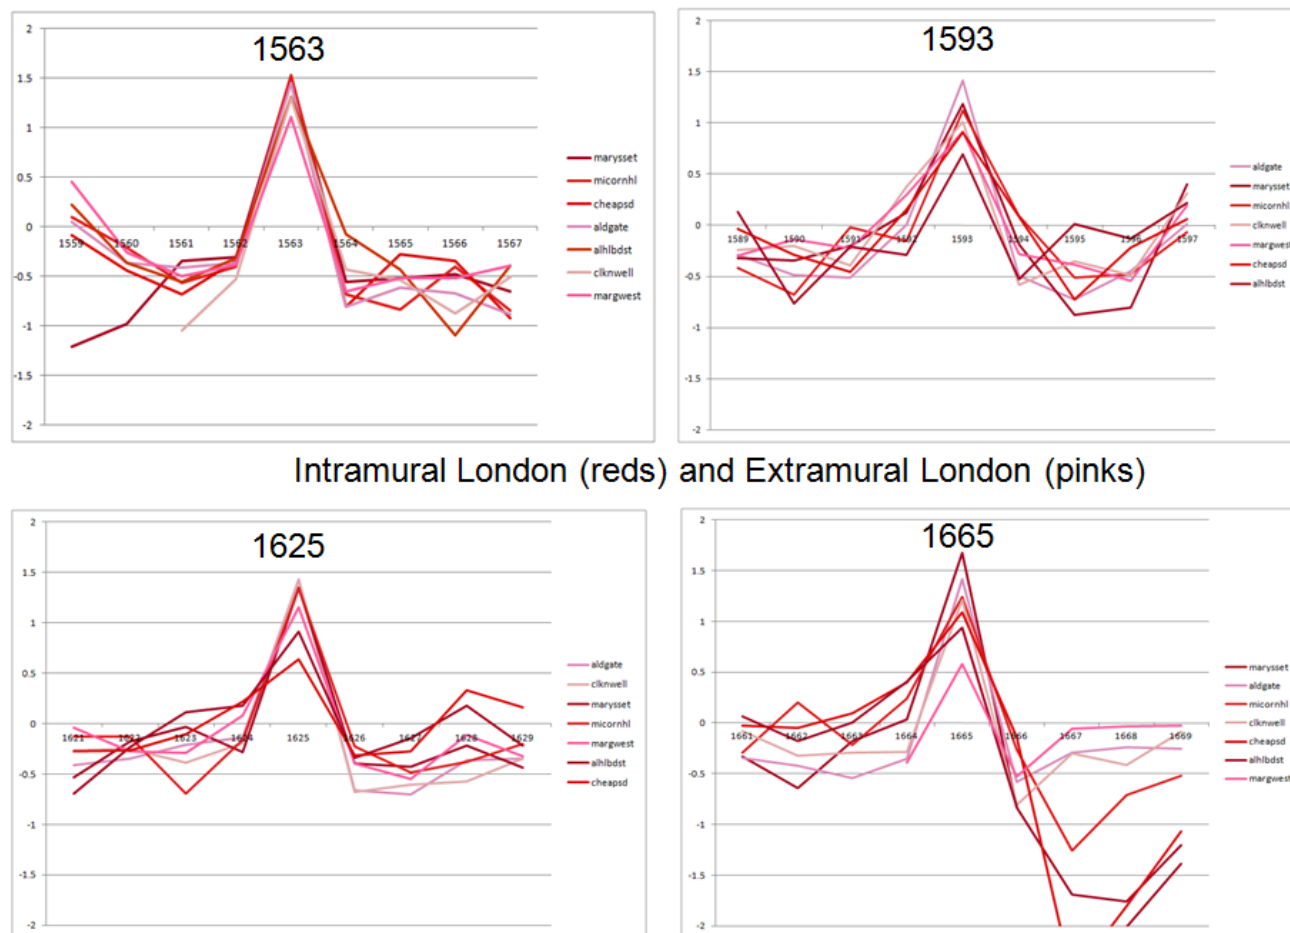 1563
2
1.5
1
0.5
0
-0.5
-1
-1.5
-2
1559 1560 1561 1562 1563 1564 1565 1566 1567
marysset
micornhl
cheapsd
aldgate
alhlbdst
clknwell
margwest
1593
2
1.5
1
0.5
0
-0.5
-1
-1.5
-2
1589 1590 1591 1592 1593 1594 1595 1596 1597
aldgate
marysset
micornhl
clknwell
margwest
cheapsd
alhlbdst
Intramural London (reds) and Extramural London (pinks)
1625
2
1.5
1
0.5
0
-0.5
-1
-1.5
-2
1621 1622 1623 1624 1625 1626 1627 1628 1629
aldgate
clknwell
marysset
micornhl
margwest
alhlbdst
cheapsd
1665
2
1.5
1
0.5
0
-0.5
-1
-1.5
-2
1661 1662 1663 1664 1665 1666 1667 1668 1669
marysset
aldgate
micornhl
clknwell
cheapsd
alhlbdst
margwest